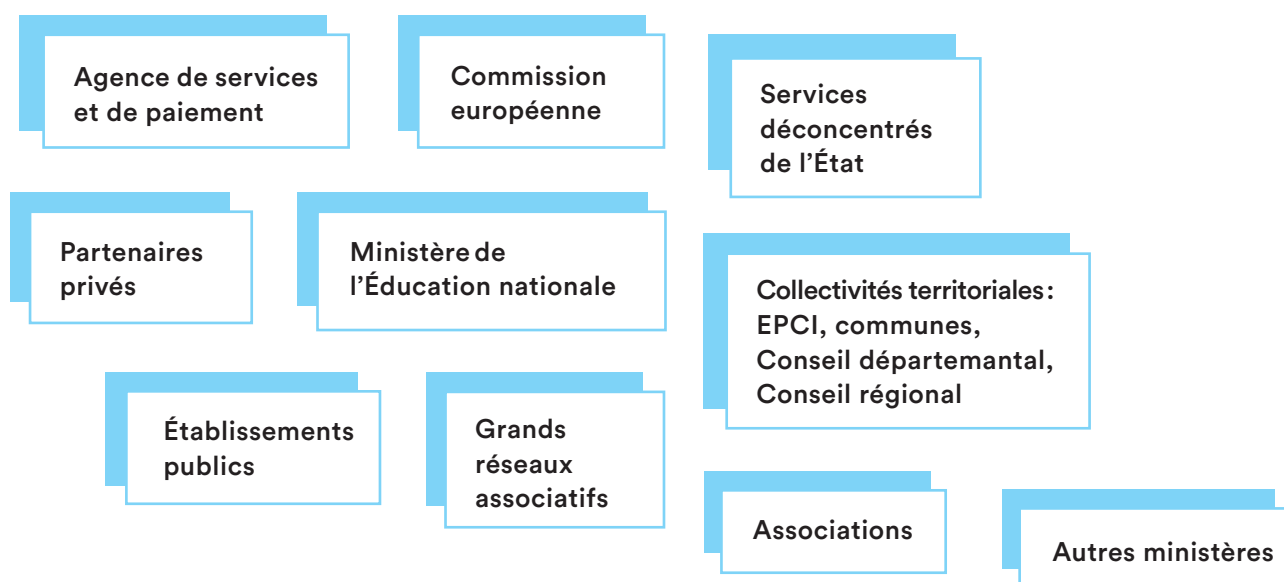 Agence de services
et de paiement
Commission
européenne
Services
déconcentrés
de l’État
Partenaires
privés
Ministère de
l’Éducation nationale
Collectivités territoriales :
EPCI, communes,
Conseil départemantal,
Conseil régional
Établissements
publics
Grands
réseaux
associatifs
Associations
Autres ministères